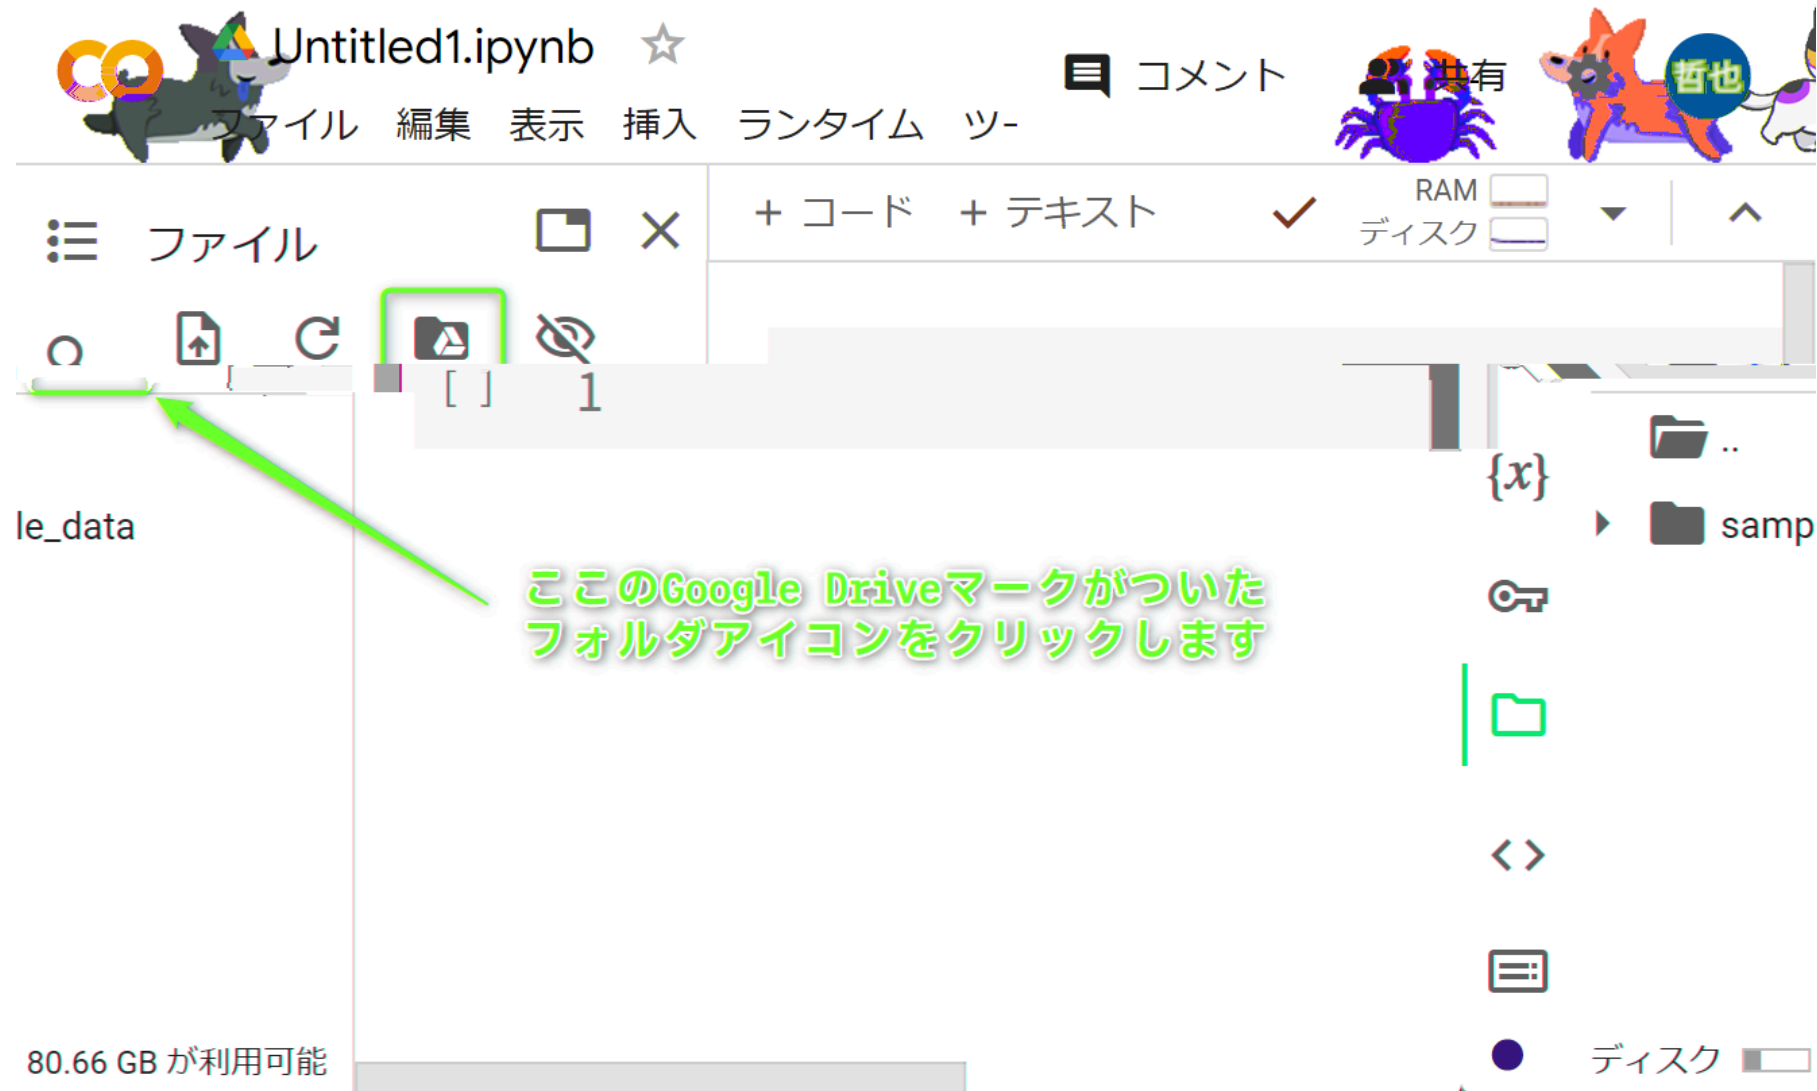 Untitled1.ipynb
コメント
共有
哲也
ファイル 編集 表示 挿入 ランタイム ツ-
ファイル
+ コード + テキスト
RAM
ディスク
[ ] 1
..
{x}
le_data
samp
ここのGoogle Driveマークがついた
フォルダアイコンをクリックします
< >
80.66 GB が利用可能
ディスク